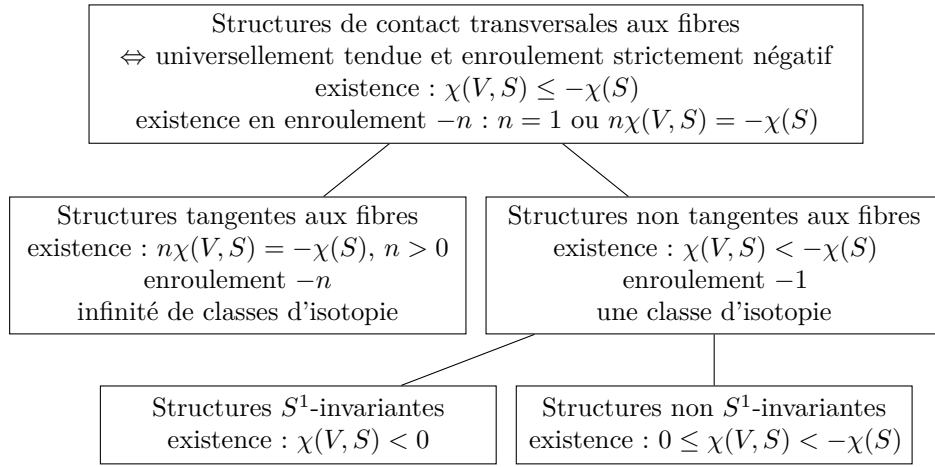 Structures de contact transversales aux fibres
⇔ universellement tendue et enroulement strictement négatif
existence : χ(V, S) ≤ −χ(S)
existence en enroulement −n : n = 1 ou nχ(V, S) = −χ(S)
Structures tangentes aux fibres
existence : nχ(V, S) = −χ(S), n > 0
enroulement −n
infinité de classes d'isotopie
Structures non tangentes aux fibres
existence : χ(V, S) < −χ(S)
enroulement −1
une classe d'isotopie
Structures S¹-invariantes
existence : χ(V, S) < 0
Structures non S¹-invariantes
existence : 0 ≤ χ(V, S) < −χ(S)